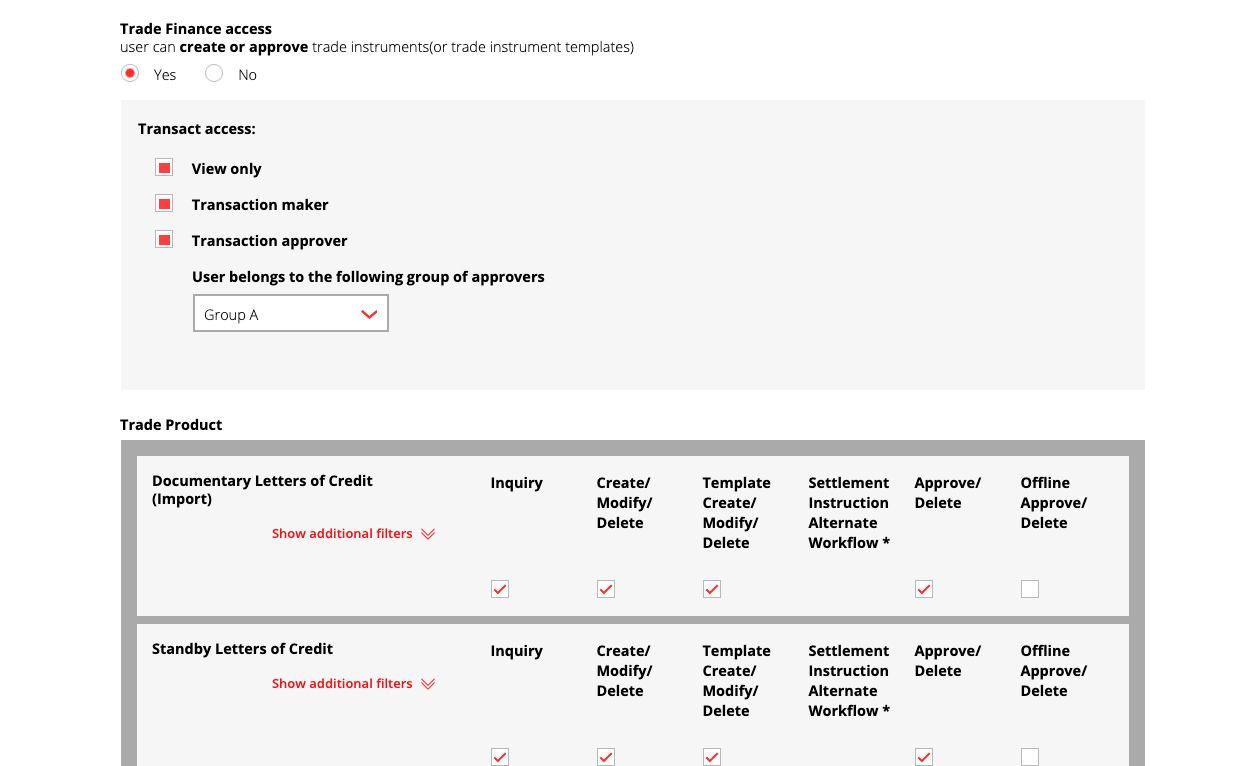 Trade Finance access
user can create or approve trade instruments(or trade instrument templates)
Yes No
Transact access:
View only
Transaction maker
Transaction approver
User belongs to the following group of approvers
Group A
Trade Product
Documentary Letters of Credit
(Import)
Show additional filters
Inquiry
Create/
Modify/
Delete
Template
Create/
Modify/
Delete
Settlement
Instruction
Alternate
Workflow *
Approve/
Delete
Offline
Approve/
Delete
Standby Letters of Credit
Show additional filters
Inquiry
Create/
Modify/
Delete
Template
Create/
Modify/
Delete
Settlement
Instruction
Alternate
Workflow *
Approve/
Delete
Offline
Approve/
Delete